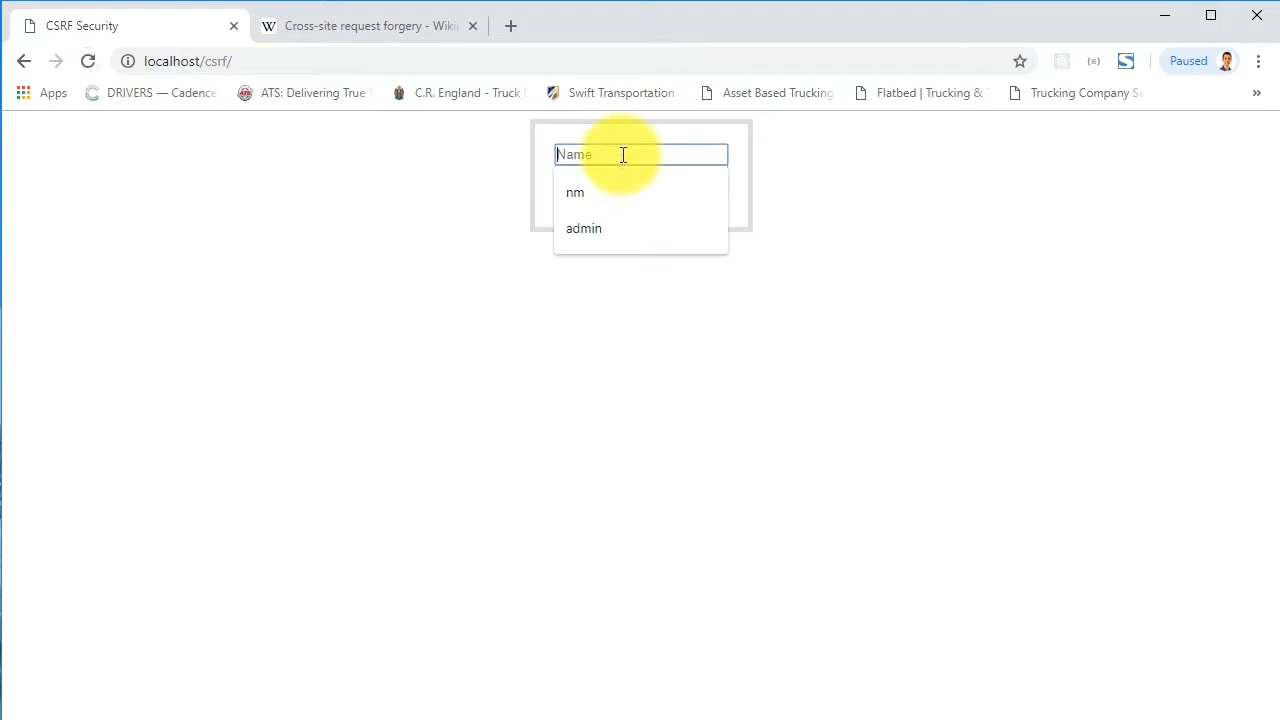 CSRF Security
Cross-site request forgery - Wiki
localhost/csrf/
Paused
Apps
DRIVERS — Cadence
ATS: Delivering True
C.R. England - Truck
Swift Transportation
Asset Based Trucking
Flatbed | Trucking &
Trucking Company Se
»
Name
nm
admin